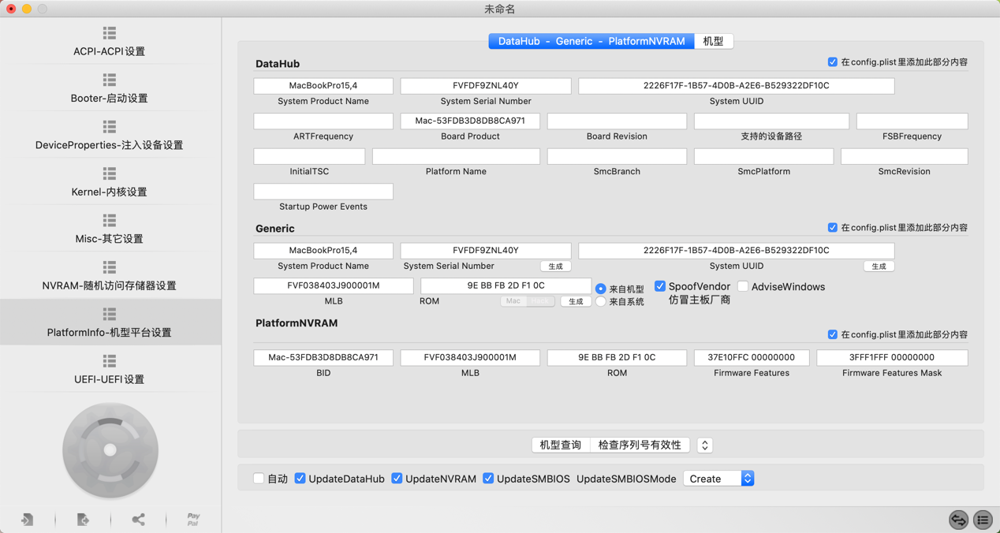 未命名
ACPI-ACPI设置
Booter-启动设置
DeviceProperties-注入设备设置
Kernel-内核设置
Misc-其它设置
NVRAM-随机访问存储器设置
PlatformInfo-机型平台设置
UEFI-UEFI设置
Pay
Pal
DataHub - Generic - PlatformNVRAM 机型
DataHub 在config.plist里添加此部分内容
MacBookPro15,4 FVFDF9ZNL40Y 2226F17F-1B57-4D0B-A2E6-B529322DF10C
System Product Name System Serial Number System UUID
Mac-53FDB3D8DB8CA971
ARTFrequency Board Product Board Revision 支持的设备路径 FSBFrequency
InitialTSC Platform Name SmcBranch SmcPlatform SmcRevision
Startup Power Events
Generic 在config.plist里添加此部分内容
MacBookPro15,4 FVFDF9ZNL40Y 2226F17F-1B57-4D0B-A2E6-B529322DF10C
System Product Name System Serial Number 生成 System UUID 生成
FVF038403J900001M 9E BB FB 2D F1 0C 来自机型 SpoofVendor AdviseWindows
MLB ROM Mac Hack 生成 来自系统 仿冒主板厂商
PlatformNVRAM 在config.plist里添加此部分内容
Mac-53FDB3D8DB8CA971 FVF038403J900001M 9E BB FB 2D F1 0C 37E10FFC 00000000 3FFF1FFF 00000000
BID MLB ROM Firmware Features Firmware Features Mask
机型查询 检查序列号有效性
自动 UpdateDataHub UpdateNVRAM UpdateSMBIOS UpdateSMBIOSMode Create